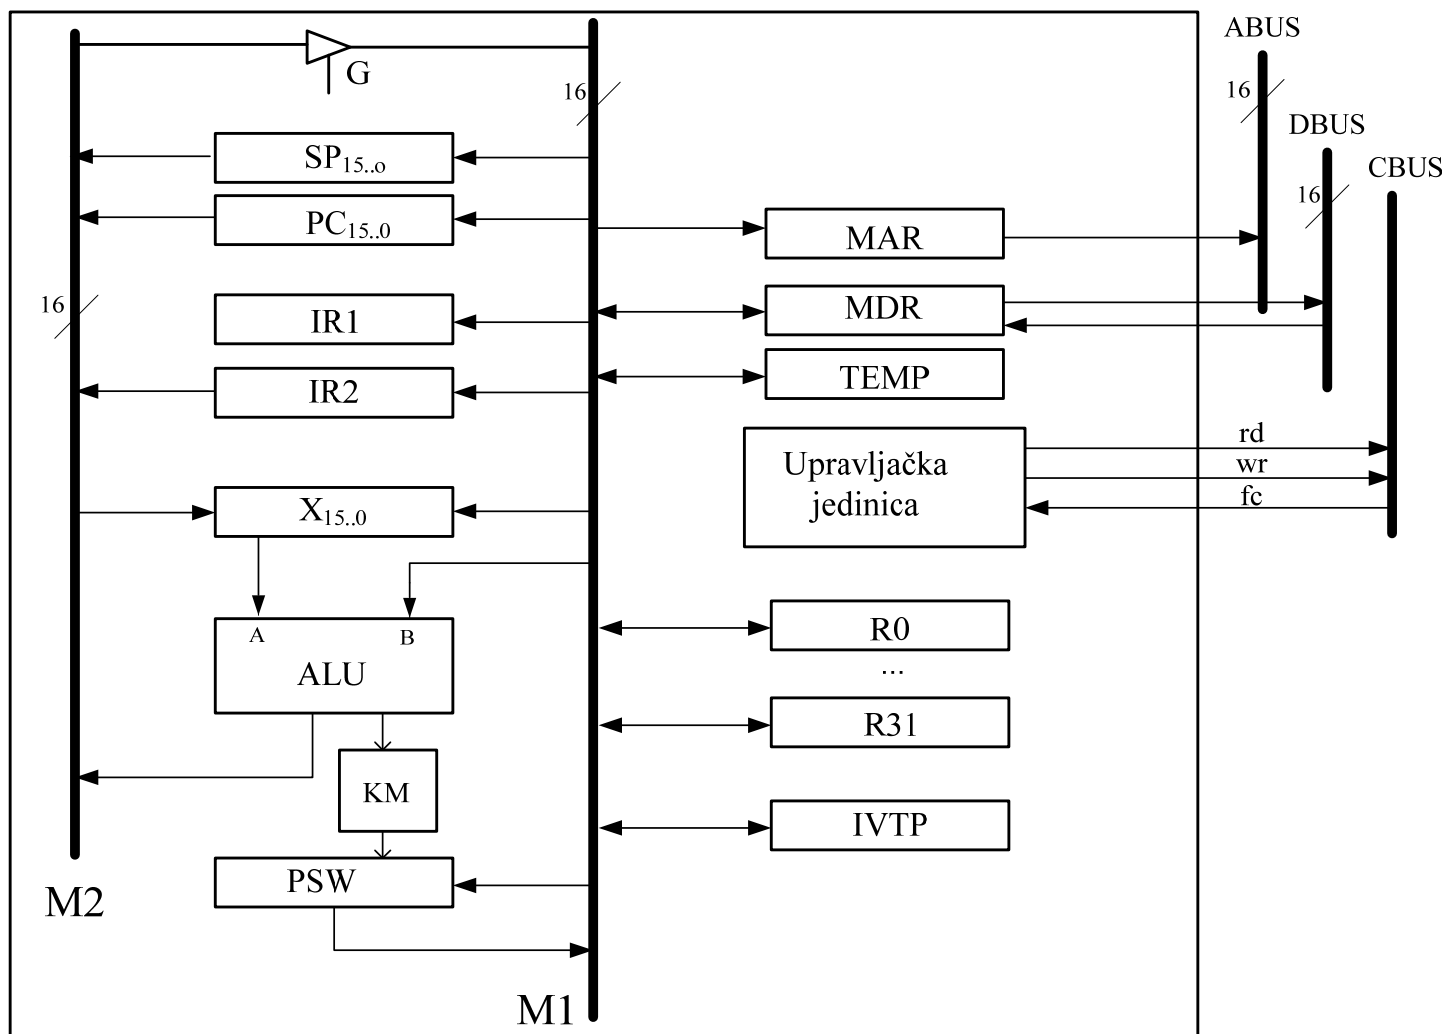 ABUS
G
16
16
DBUS
SP15..o
CBUS
16
PC15..0
MAR
16
IR1
MDR
IR2
TEMP
rd
Upravljačka
jedinica
wr
fc
X15..0
A
B
R0
...
ALU
R31
KM
IVTP
PSW
M2
M1